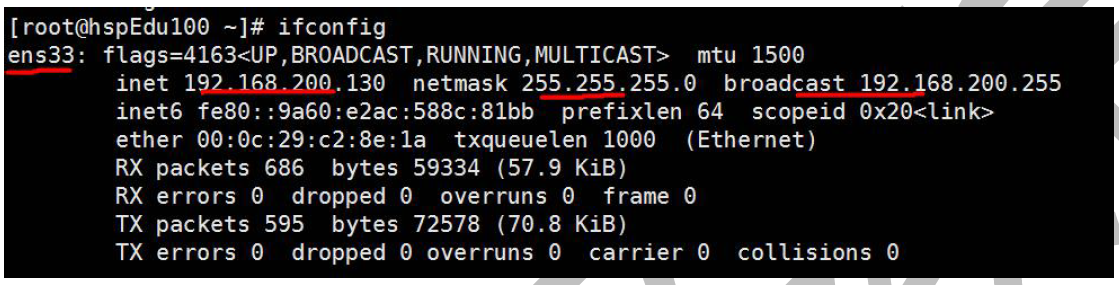 [root@hspEdu100 ~]# ifconfig
ens33: flags=4163<UP,BROADCAST,RUNNING,MULTICAST>  mtu 1500
inet 192.168.200.130  netmask 255.255.255.0  broadcast 192.168.200.255
inet6 fe80::9a60:e2ac:588c:81bb  prefixlen 64  scopeid 0x20<link>
ether 00:0c:29:c2:8e:1a  txqueuelen 1000  (Ethernet)
RX packets 686  bytes 59334 (57.9 KiB)
RX errors 0  dropped 0  overruns 0  frame 0
TX packets 595  bytes 72578 (70.8 KiB)
TX errors 0  dropped 0 overruns 0  carrier 0  collisions 0